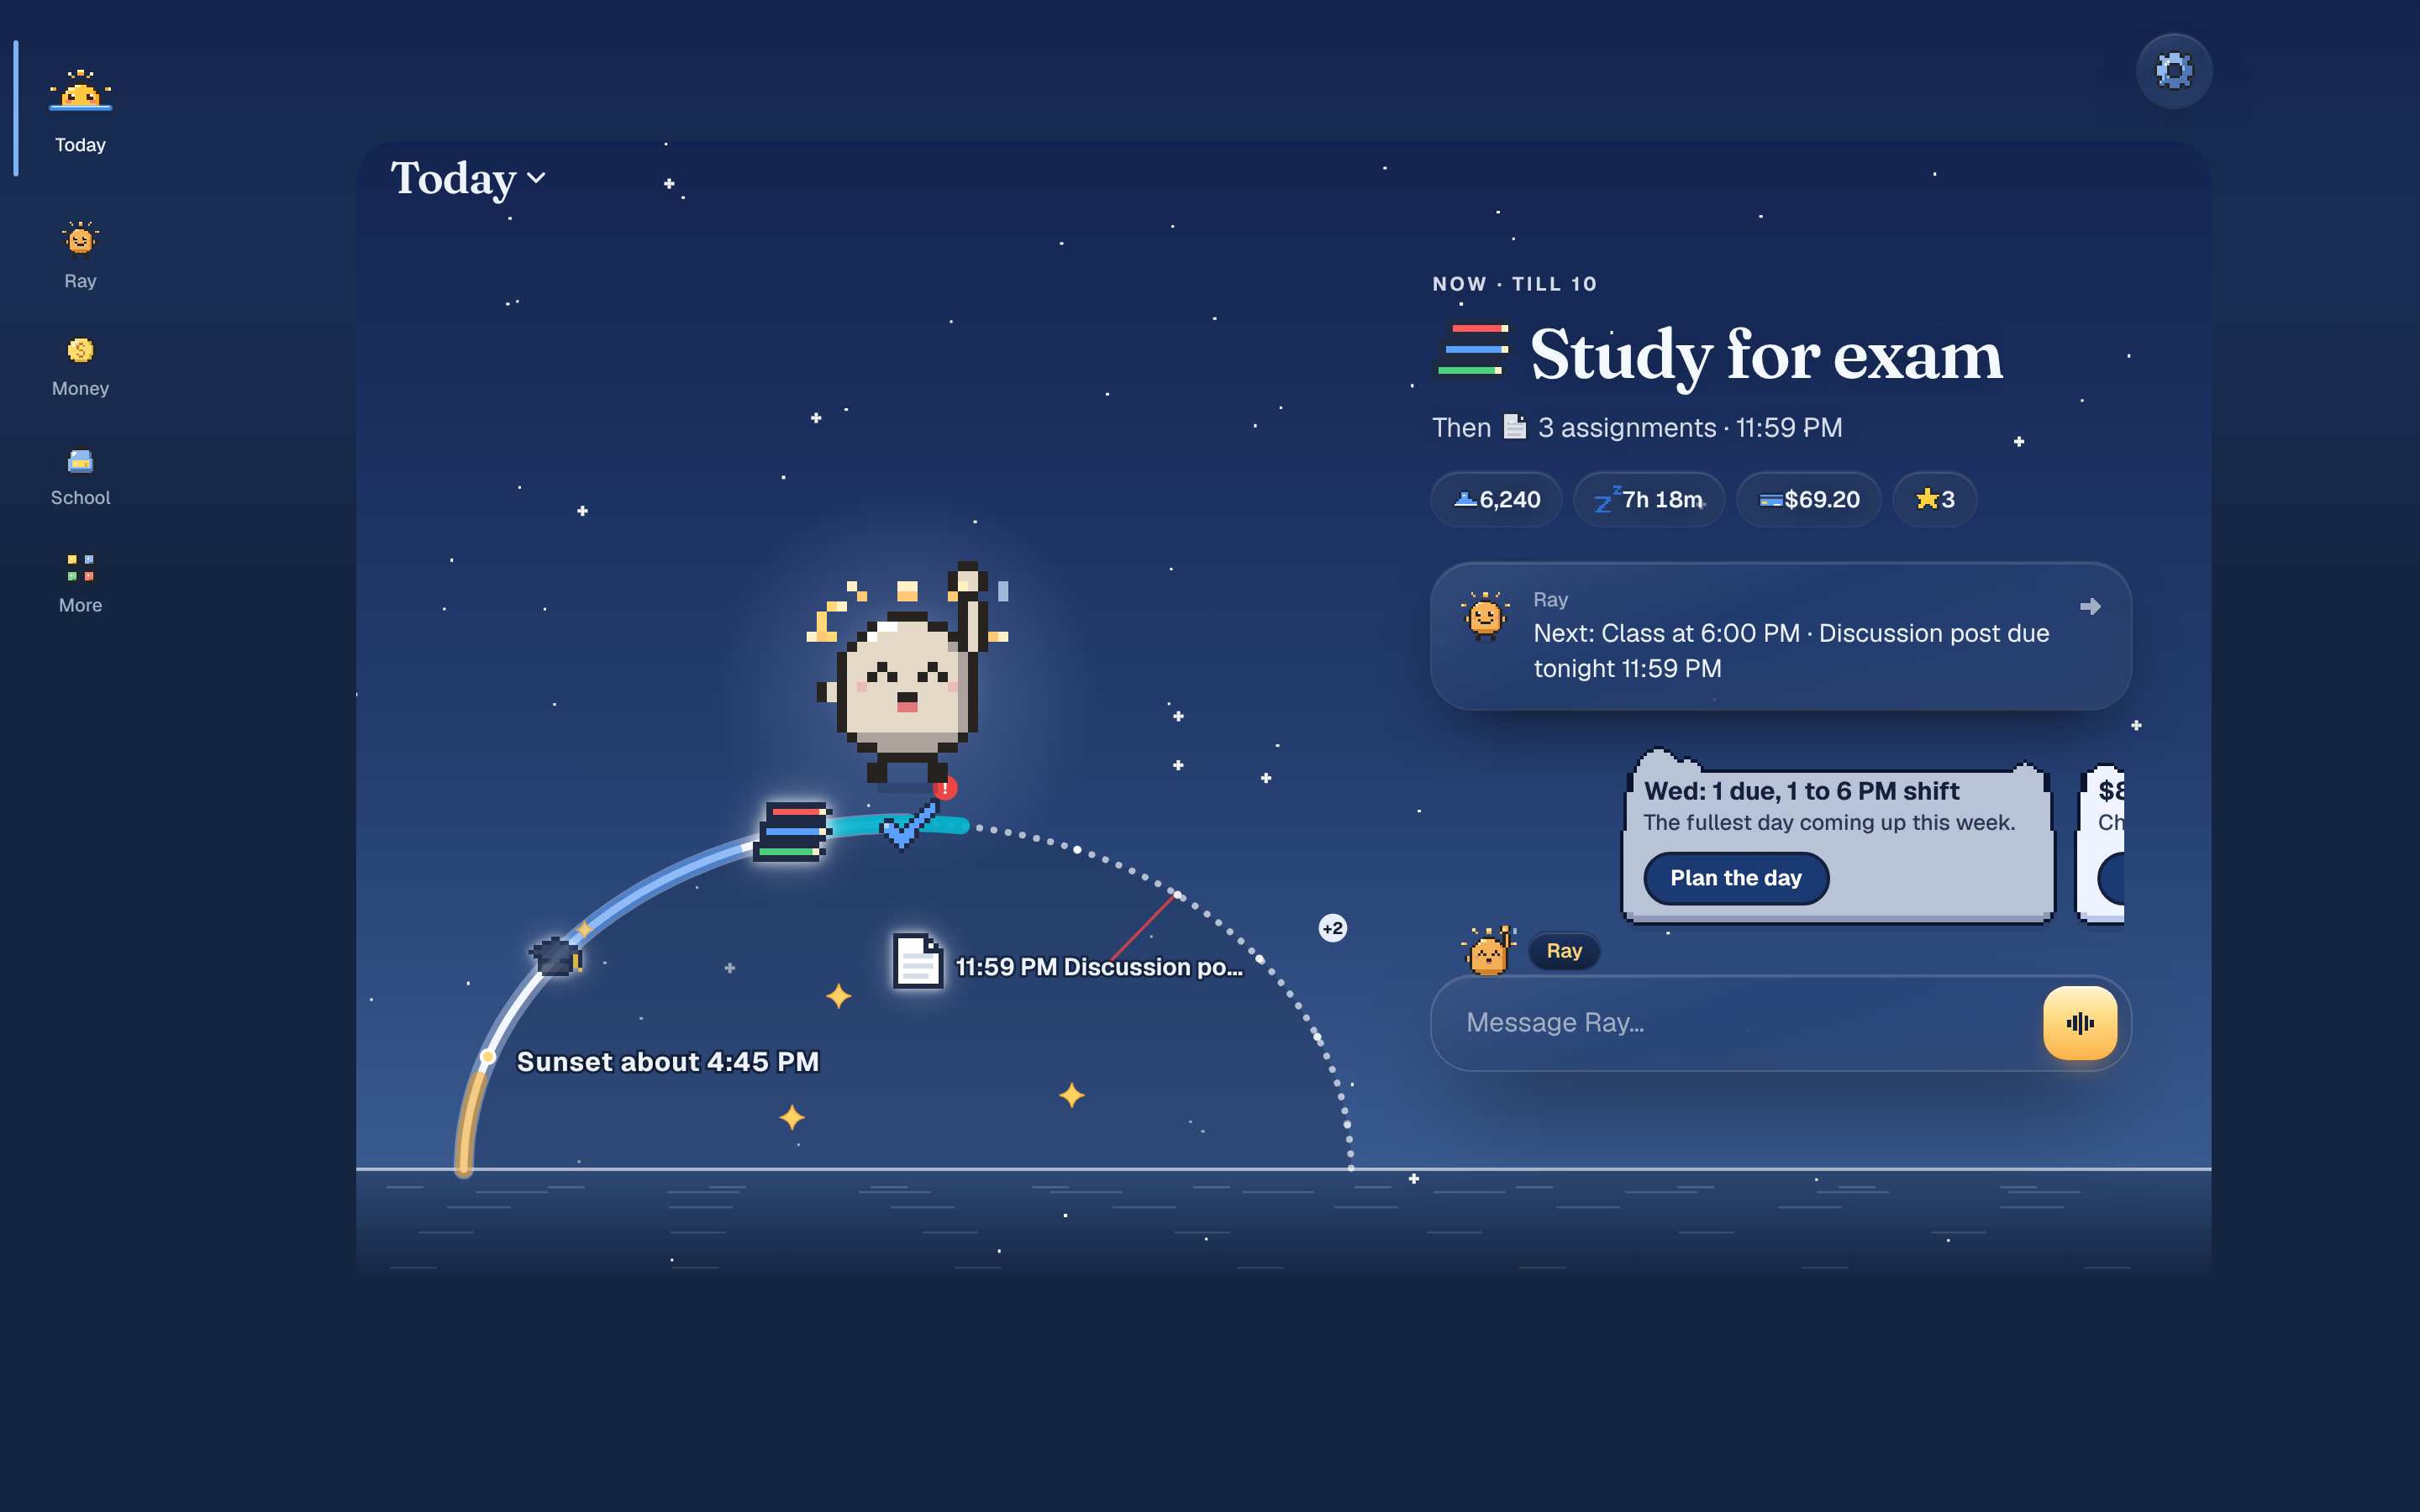 Today
Ray
Money
School
More
Today
NOW · TILL 10
Study for exam
Then 3 assignments · 11:59 PM
6,240
7h 18m
$69.20
3
Ray
Next: Class at 6:00 PM · Discussion post due
tonight 11:59 PM
!
Wed: 1 due, 1 to 6 PM shift
The fullest day coming up this week.
Plan the day
$8
Ch
+2
11:59 PM Discussion po...
Ray
Message Ray...
Sunset about 4:45 PM